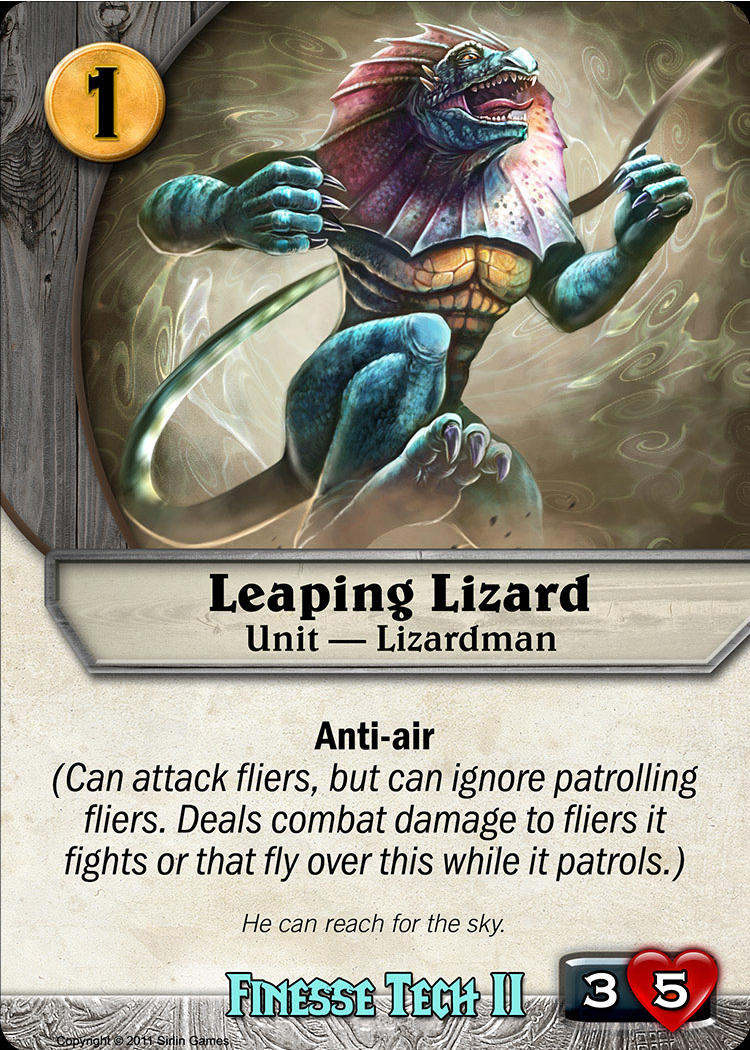 1
Leaping Lizard
Unit — Lizardman
Anti-air
(Can attack fliers, but can ignore patrolling
fliers. Deals combat damage to fliers it
fights or that fly over this while it patrols.)
He can reach for the sky.
Finesse Tech II
3 5
Copyright © 2011 Sirlin Games